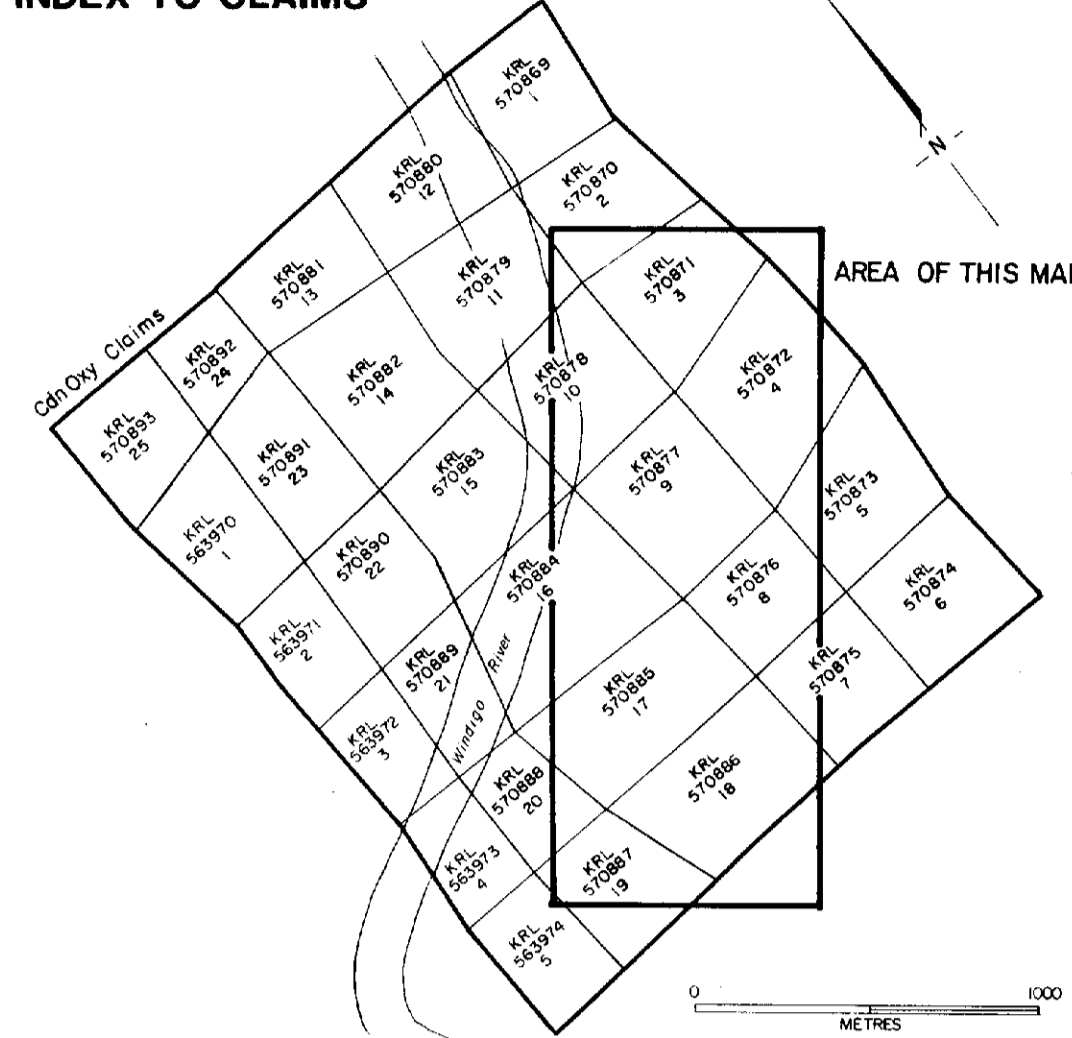 INDEX TO CLAIMS
KRL
570869
1
KRL
570880
12
KRL
570870
2
N
KRL
570881
13
KRL
570879
11
KRL
570871
3
AREA OF THIS MA
CdnOxy Claims
KRL
570892
24
KRL
570882
14
KRL
570878
10
KRL
570872
4
KRL
570893
25
KRL
570891
23
KRL
570883
15
KRL
570877
9
KRL
570873
5
KRL
563970
1
KRL
570890
22
KRL
570884
16
KRL
570876
8
KRL
570874
6
KRL
563971
2
KRL
570889
21
Windigo River
KRL
570885
17
KRL
570875
7
KRL
563972
3
KRL
570888
20
KRL
570886
18
KRL
563973
4
KRL
570887
19
KRL
563974
5
0 1000
METRES